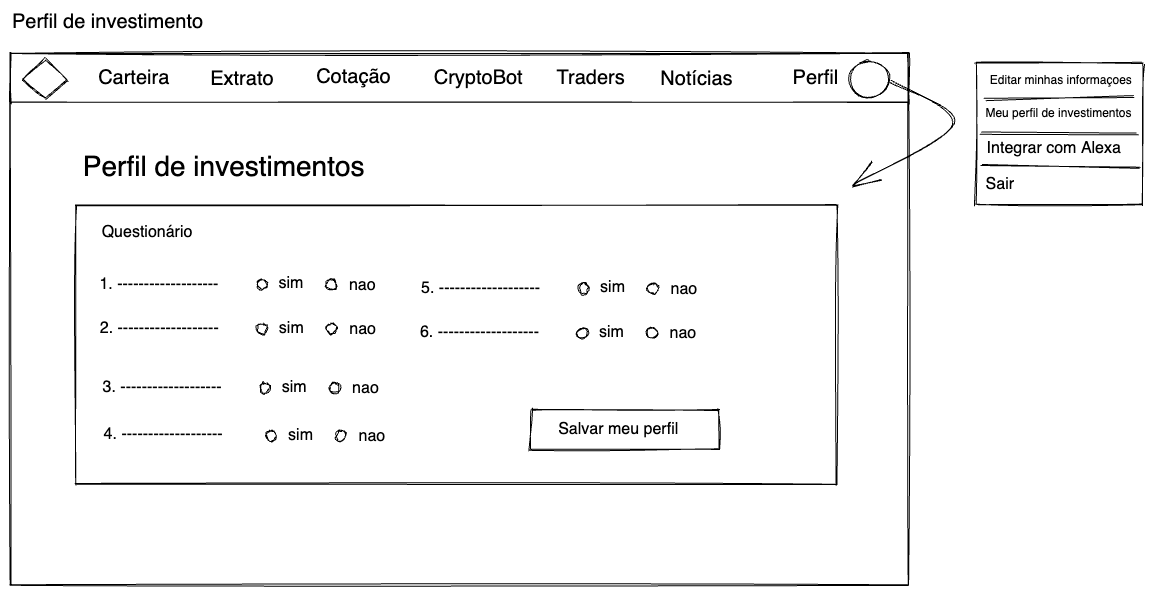 Perfil de investimento
Carteira Extrato Cotação CryptoBot Traders Notícias Perfil
Editar minhas informaçoes
Meu perfil de investimentos
Integrar com Alexa
Sair
Perfil de investimentos
Questionário
1. ------------------- sim nao
2. ------------------- sim nao
3. ------------------- sim nao
4. ------------------- sim nao
5. ------------------- sim nao
6. ------------------- sim nao
Salvar meu perfil